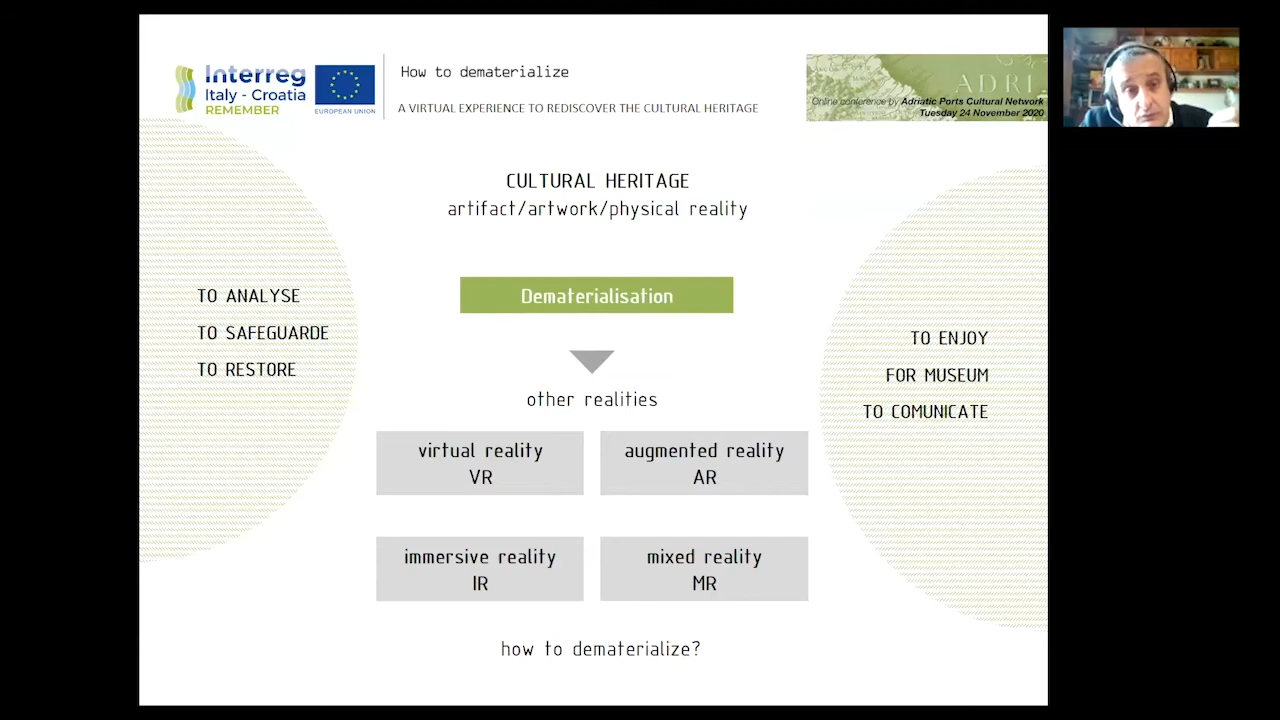 Interreg
Italy - Croatia
REMEMBER
EUROPEAN UNION
How to dematerialize
A VIRTUAL EXPERIENCE TO REDISCOVER THE CULTURAL HERITAGE
ADRI
Online conference by Adriatic Ports Cultural Network
Tuesday 24 November 2020
CULTURAL HERITAGE
artifact/artwork/physical reality
TO ANALYSE
TO SAFEGUARDE
TO RESTORE
Dematerialisation
TO ENJOY
FOR MUSEUM
TO COMUNICATE
other realities
virtual reality
VR
augmented reality
AR
immersive reality
IR
mixed reality
MR
how to dematerialize?